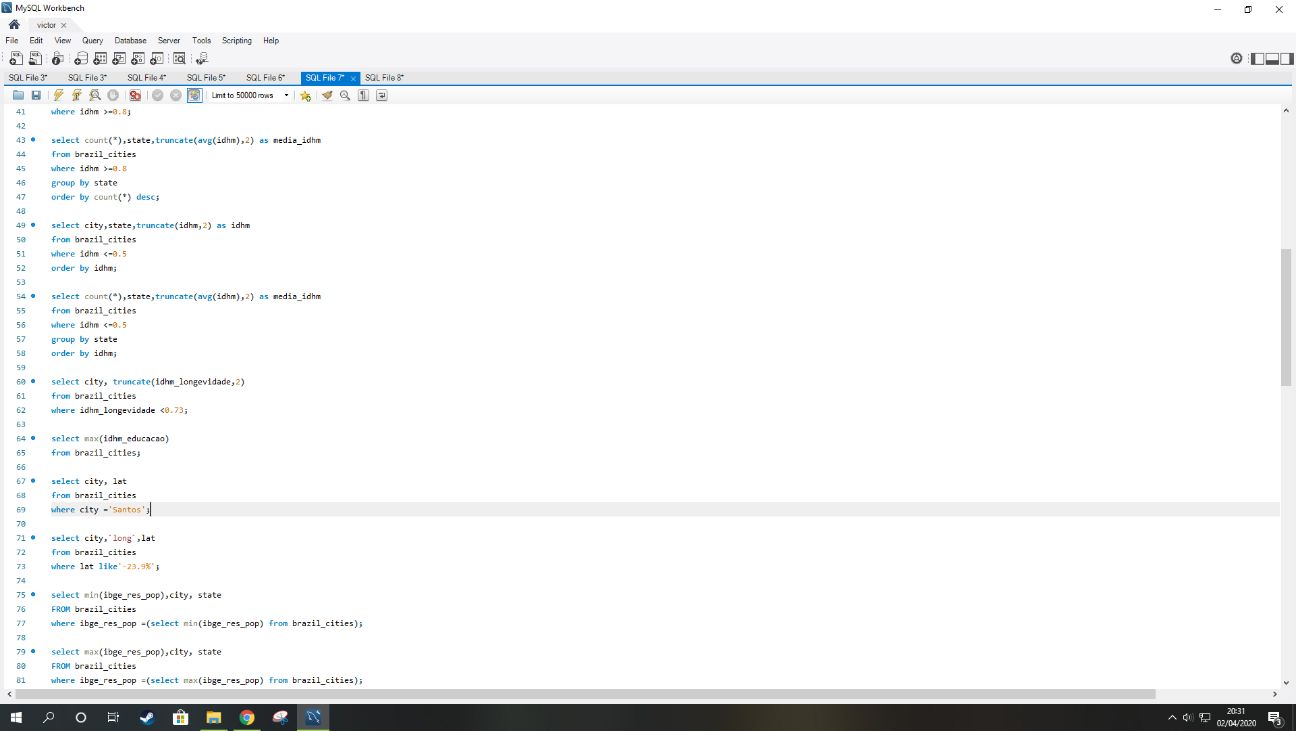 MySQL Workbench
victor
File Edit View Query Database Server Tools Scripting Help
SQL File 3* SQL File 3* SQL File 4* SQL File 5* SQL File 6* SQL File 7* SQL File 8*
Limit to 50000 rows
41 where idhm >=0.8;
42
43 select count(*),state,truncate(avg(idhm),2) as media_idhm
44 from brazil_cities
45 where idhm >=0.8
46 group by state
47 order by count(*) desc;
48
49 select city,state,truncate(idhm,2) as idhm
50 from brazil_cities
51 where idhm <=0.5
52 order by idhm;
53
54 select count(*),state,truncate(avg(idhm),2) as media_idhm
55 from brazil_cities
56 where idhm <=0.5
57 group by state
58 order by idhm;
59
60 select city, truncate(idhm_longevidade,2)
61 from brazil_cities
62 where idhm_longevidade <0.73;
63
64 select max(idhm_educacao)
65 from brazil_cities;
66
67 select city, lat
68 from brazil_cities
69 where city ='Santos';
70
71 select city,`long`,lat
72 from brazil_cities
73 where lat like'-23.9%';
74
75 select min(ibge_res_pop),city, state
76 FROM brazil_cities
77 where ibge_res_pop =(select min(ibge_res_pop) from brazil_cities);
78
79 select max(ibge_res_pop),city, state
80 FROM brazil_cities
81 where ibge_res_pop =(select max(ibge_res_pop) from brazil_cities);
20:31
02/04/2020
3